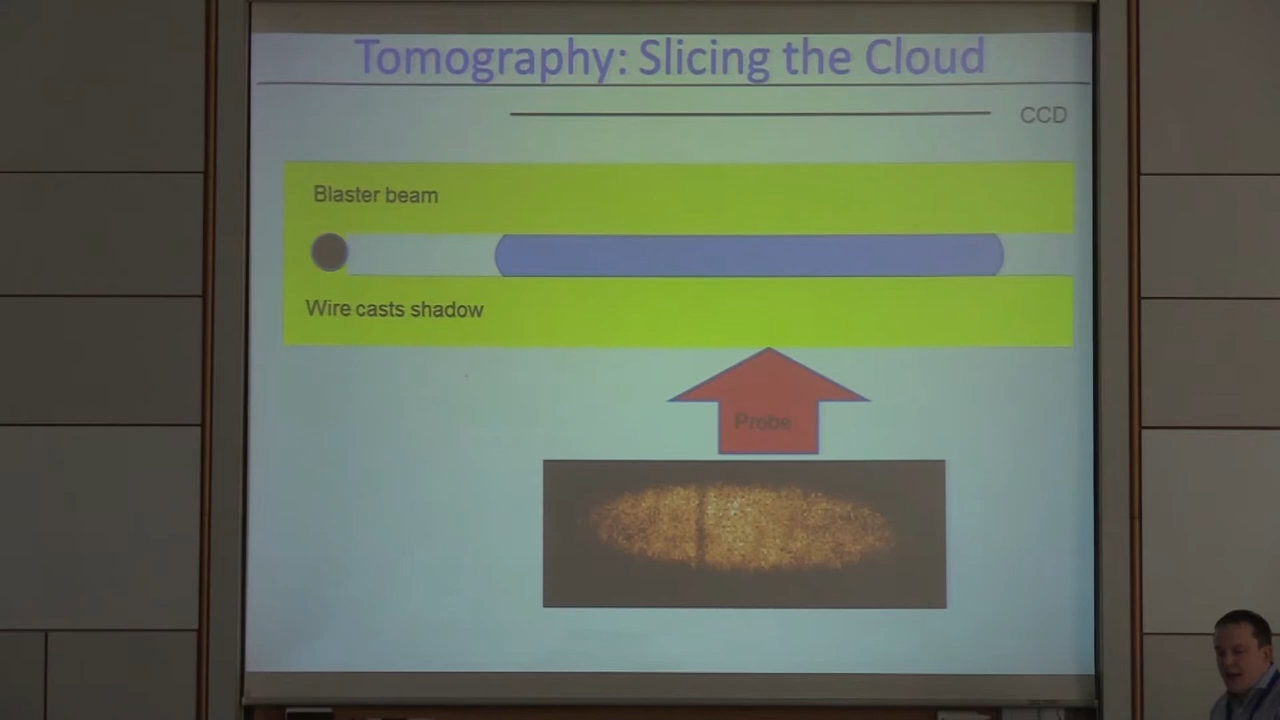 Tomography: Slicing the Cloud
CCD
Blaster beam
Wire casts shadow
Probe